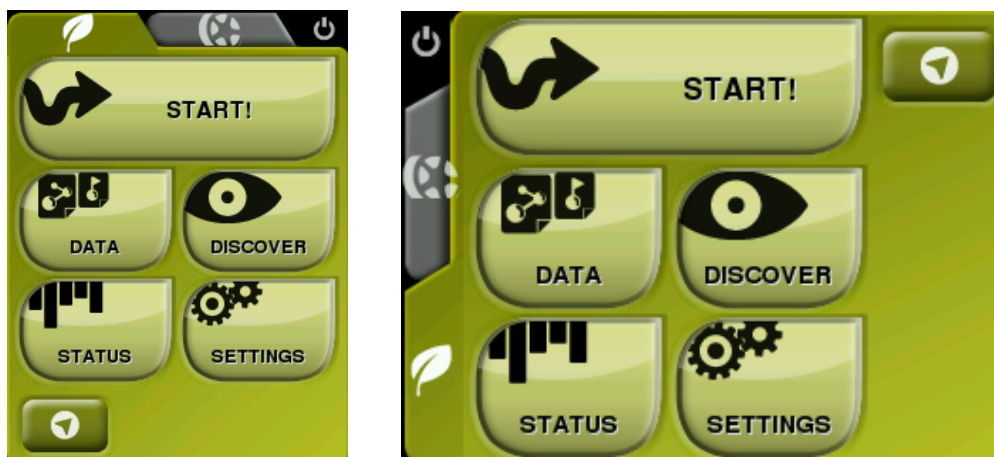 START!
DATA
DISCOVER
STATUS
SETTINGS
START!
DATA
DISCOVER
STATUS
SETTINGS